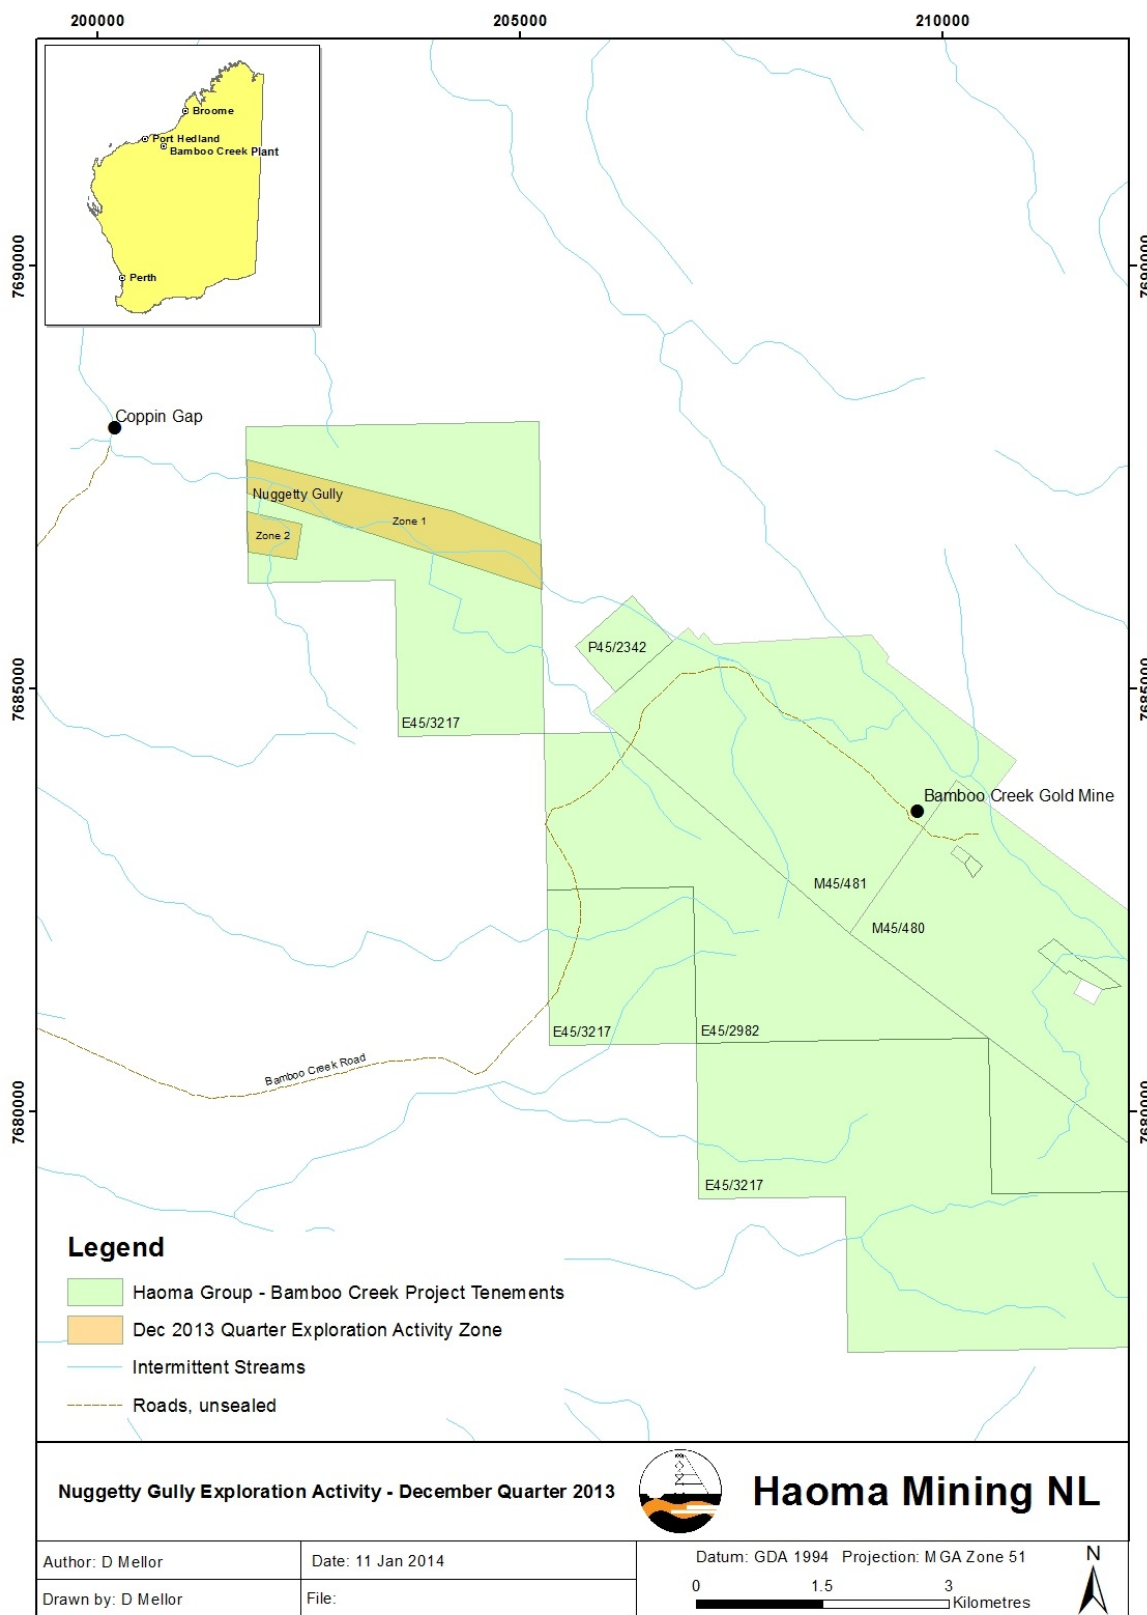 200000
205000
210000
Broome
Port Hedland
Bamboo Creek Plant
Perth
7690000
7690000
Coppin Gap
Nuggetty Gully
Zone 1
Zone 2
P45/2342
7685000
7685000
E45/3217
Bamboo Creek Gold Mine
M45/481
M45/480
E45/3217
E45/2982
Bamboo Creek Road
7680000
7680000
E45/3217
Legend
Haoma Group - Bamboo Creek Project Tenements
Dec 2013 Quarter Exploration Activity Zone
Intermittent Streams
Roads, unsealed
Nuggetty Gully Exploration Activity - December Quarter 2013
Haoma Mining NL
Author: D Mellor
Date: 11 Jan 2014
Datum: GDA 1994 Projection: MGA Zone 51
N
0 1.5 3
Kilometres
Drawn by: D Mellor
File: